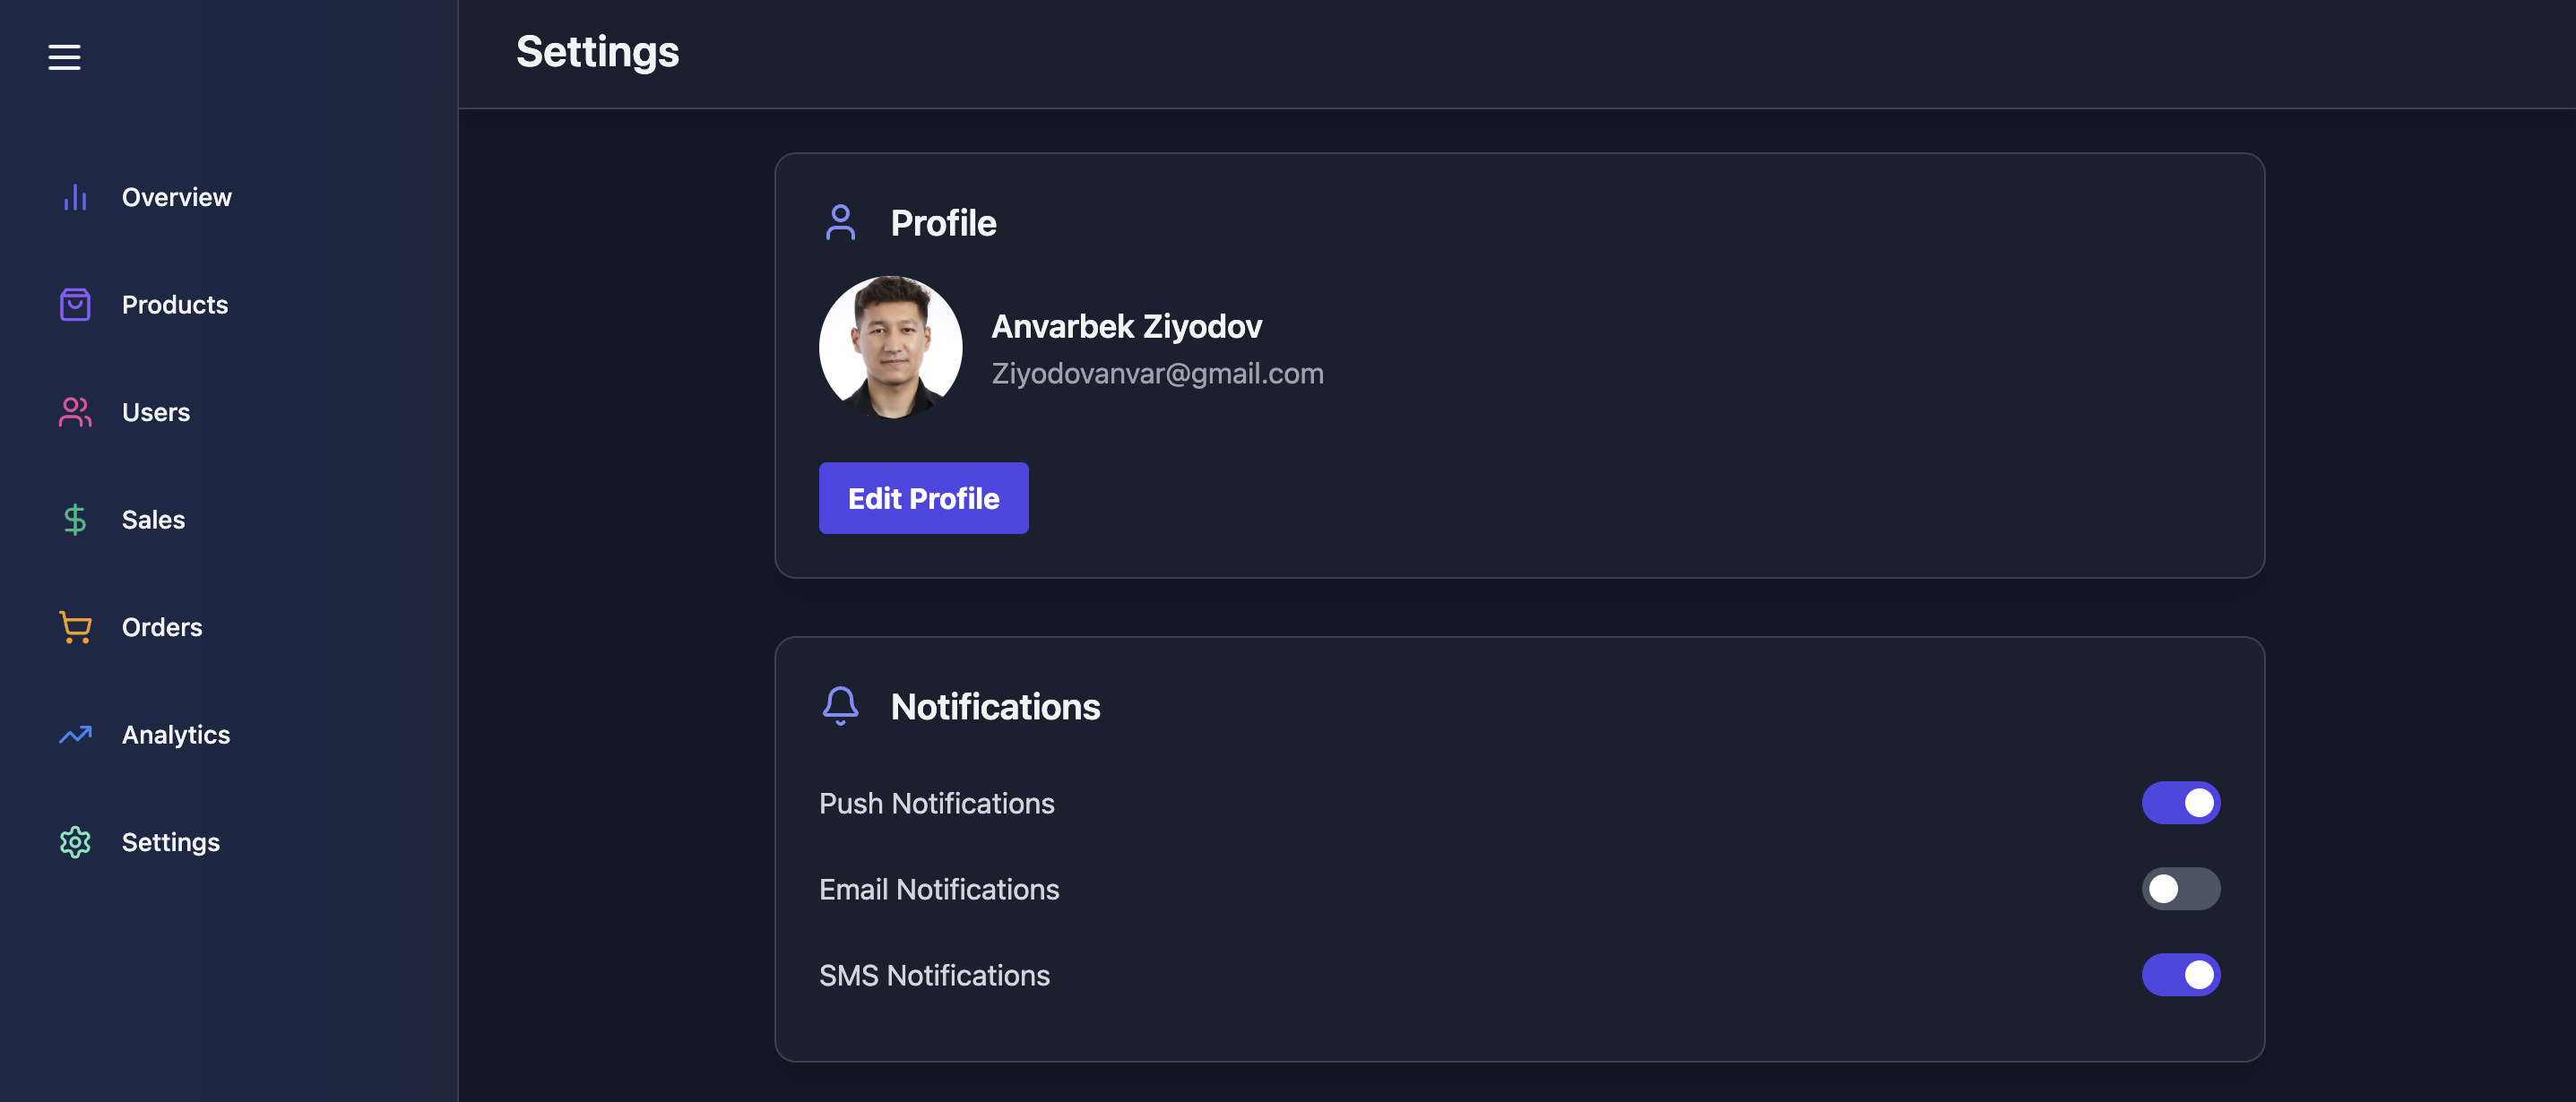 Settings
Overview
Products
Users
Sales
Orders
Analytics
Settings
Profile
Anvarbek Ziyodov
Ziyodovanvar@gmail.com
Edit Profile
Notifications
Push Notifications
Email Notifications
SMS Notifications